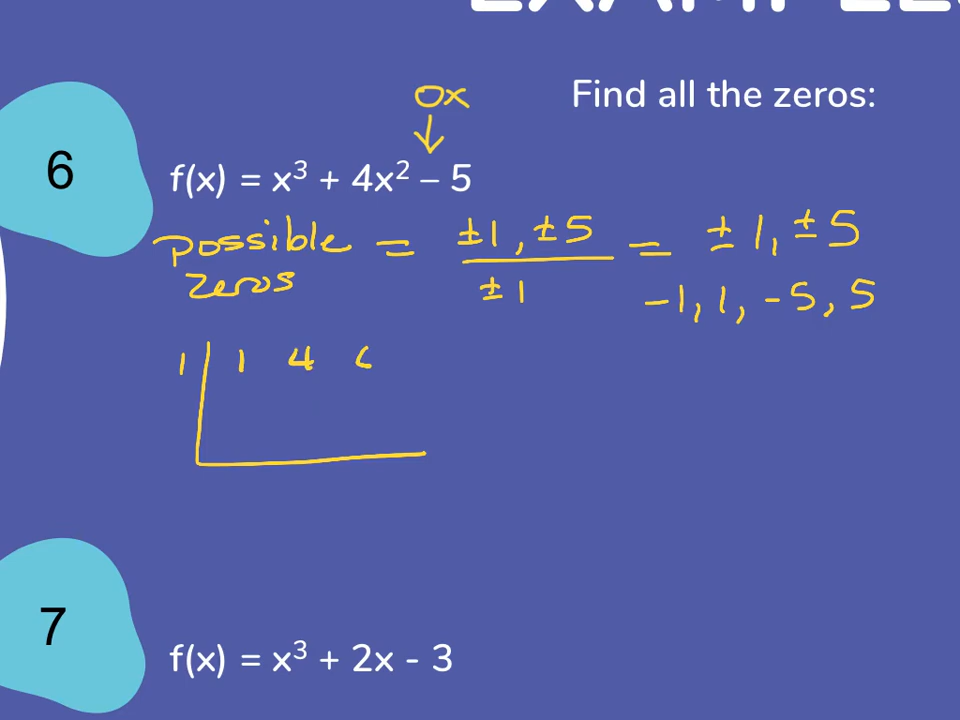 Find all the zeros:
0x
↓
6
f(x) = x³ + 4x² – 5
possible zeros = ±1, ±5 / ±1 = ±1, ±5
-1, 1, -5, 5
1 | 1 4
7
f(x) = x³ + 2x - 3